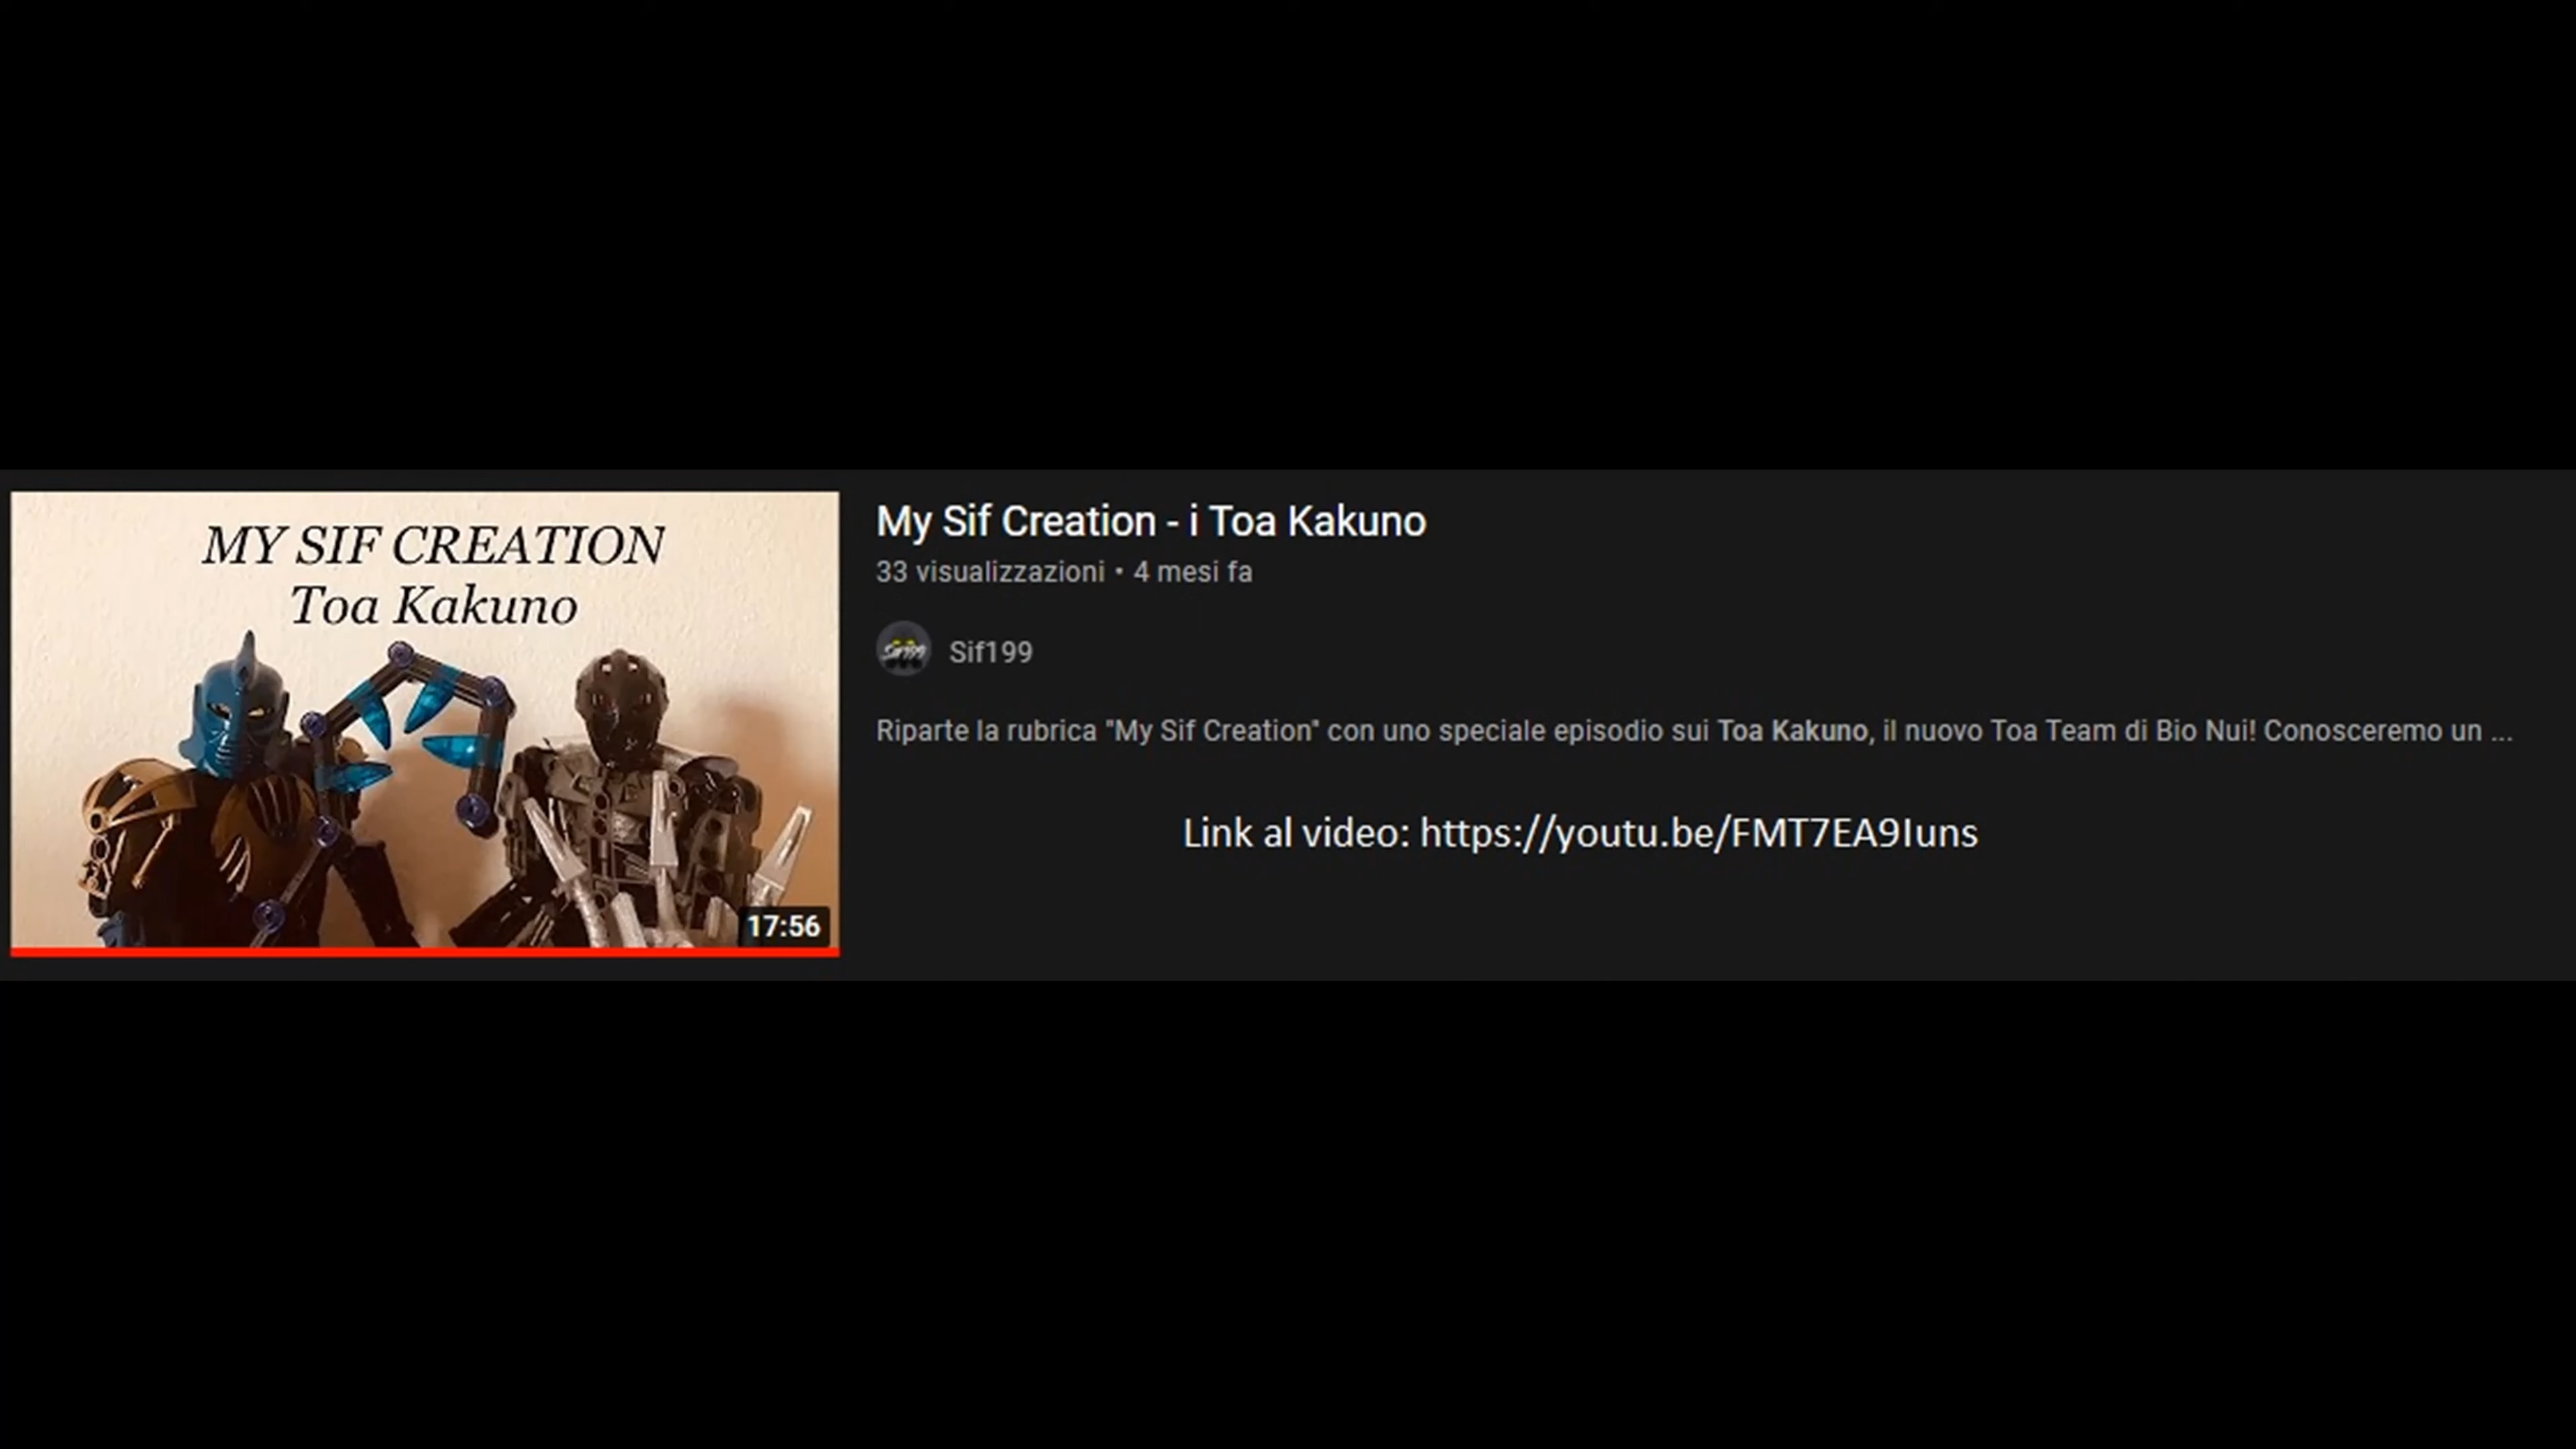 MY SIF CREATION
Toa Kakuno
17:56
My Sif Creation - i Toa Kakuno
33 visualizzazioni • 4 mesi fa
Sif199
Riparte la rubrica "My Sif Creation" con uno speciale episodio sui Toa Kakuno, il nuovo Toa Team di Bio Nui! Conosceremo un ...
Link al video: https://youtu.be/FMT7EA9Iuns